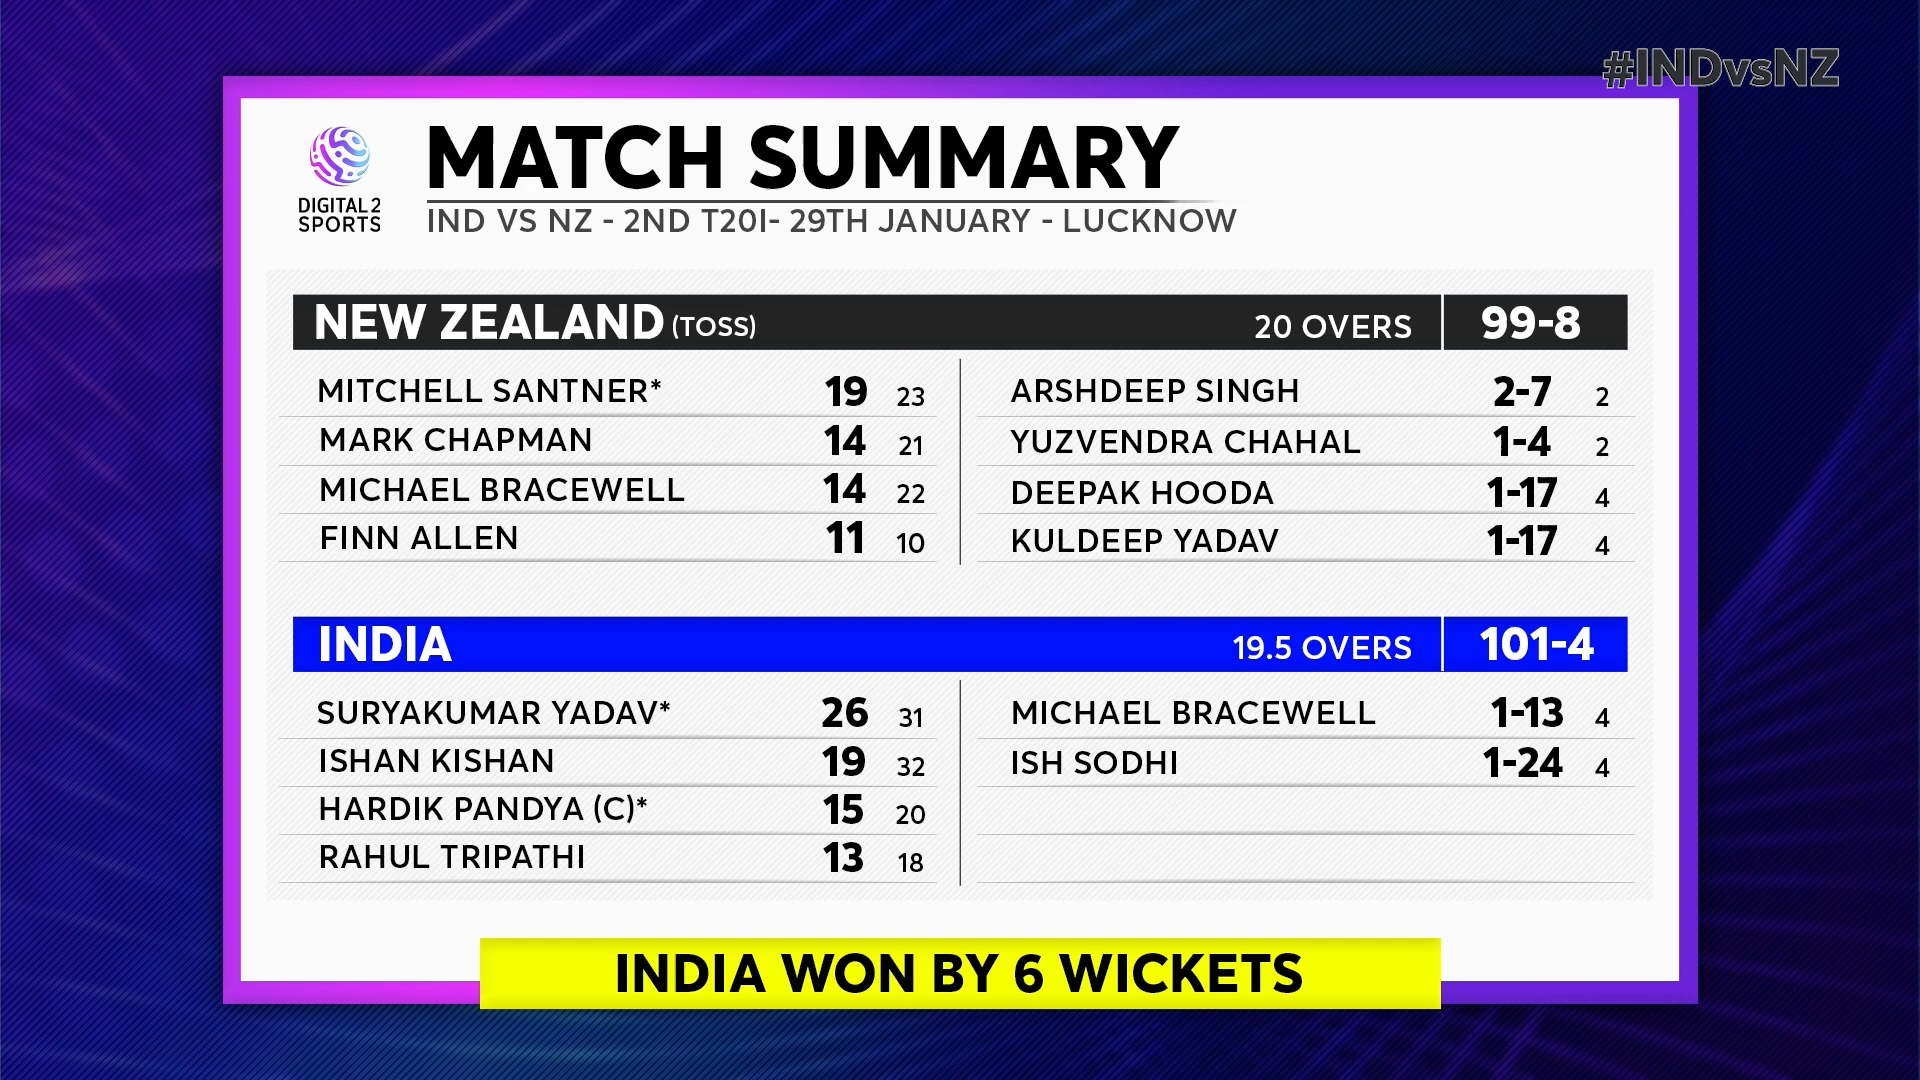 #INDvsNZ
DIGITAL 2
SPORTS
MATCH SUMMARY
IND VS NZ - 2ND T20I- 29TH JANUARY - LUCKNOW
NEW ZEALAND (TOSS) 20 OVERS 99-8
MITCHELL SANTNER* 19 23 ARSHDEEP SINGH 2-7 2
MARK CHAPMAN 14 21 YUZVENDRA CHAHAL 1-4 2
MICHAEL BRACEWELL 14 22 DEEPAK HOODA 1-17 4
FINN ALLEN 11 10 KULDEEP YADAV 1-17 4
INDIA 19.5 OVERS 101-4
SURYAKUMAR YADAV* 26 31 MICHAEL BRACEWELL 1-13 4
ISHAN KISHAN 19 32 ISH SODHI 1-24 4
HARDIK PANDYA (C)* 15 20
RAHUL TRIPATHI 13 18
INDIA WON BY 6 WICKETS